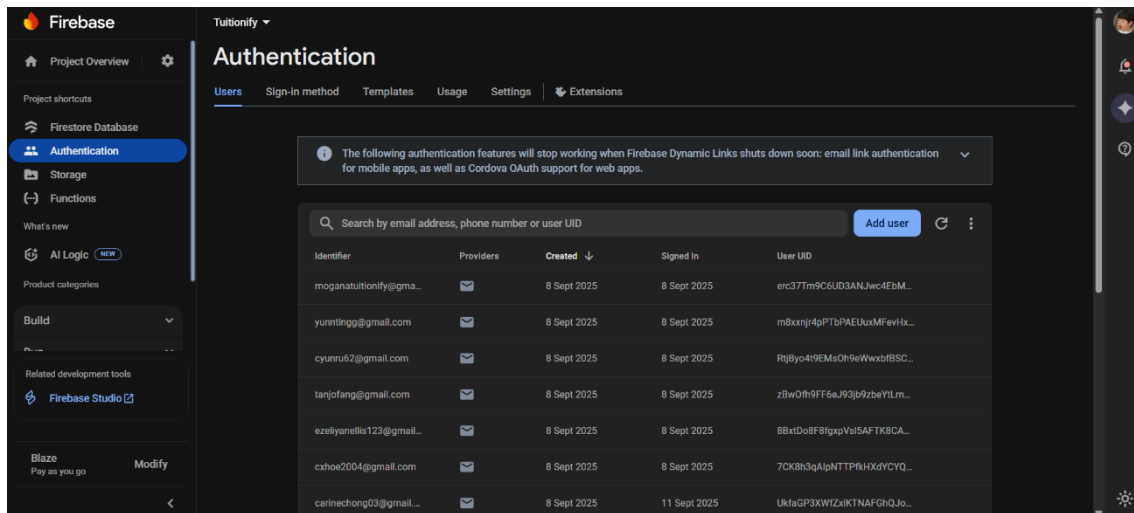 Firebase
Project Overview
Project shortcuts
Firestore Database
Authentication
Storage
Functions
What's new
AI Logic NEW
Product categories
Build
Related development tools
Firebase Studio
Blaze
Pay as you go
Modify
Tuitionify
Authentication
Users Sign-in method Templates Usage Settings Extensions
The following authentication features will stop working when Firebase Dynamic Links shuts down soon: email link authentication
for mobile apps, as well as Cordova OAuth support for web apps.
Search by email address, phone number or user UID Add user
Identifier Providers Created Signed In User UID
moganatuitionify@gma... 8 Sept 2025 8 Sept 2025 erc37Tm9C6UD3ANJwc4EbM...
yunntingg@gmail.com 8 Sept 2025 8 Sept 2025 m8xxnjr4pPTbPAEUuxMFevHx...
cyunru62@gmail.com 8 Sept 2025 8 Sept 2025 RtjByo4t9EMsOh9eWwxbfBSC...
tanjofang@gmail.com 8 Sept 2025 8 Sept 2025 zBwOfh9FF6eJ93jb9zbeYtLm...
ezeliyanellis123@gmail... 8 Sept 2025 8 Sept 2025 8BxtDo8F8fgxpVsl5AFTK8CA...
cxhoe2004@gmail.com 8 Sept 2025 8 Sept 2025 7CK8h3qAlpNTTPfkHXdYCYQ...
carinechong03@gmail.... 8 Sept 2025 11 Sept 2025 UkfaGP3XWfZxIKTNAFGhQJo...